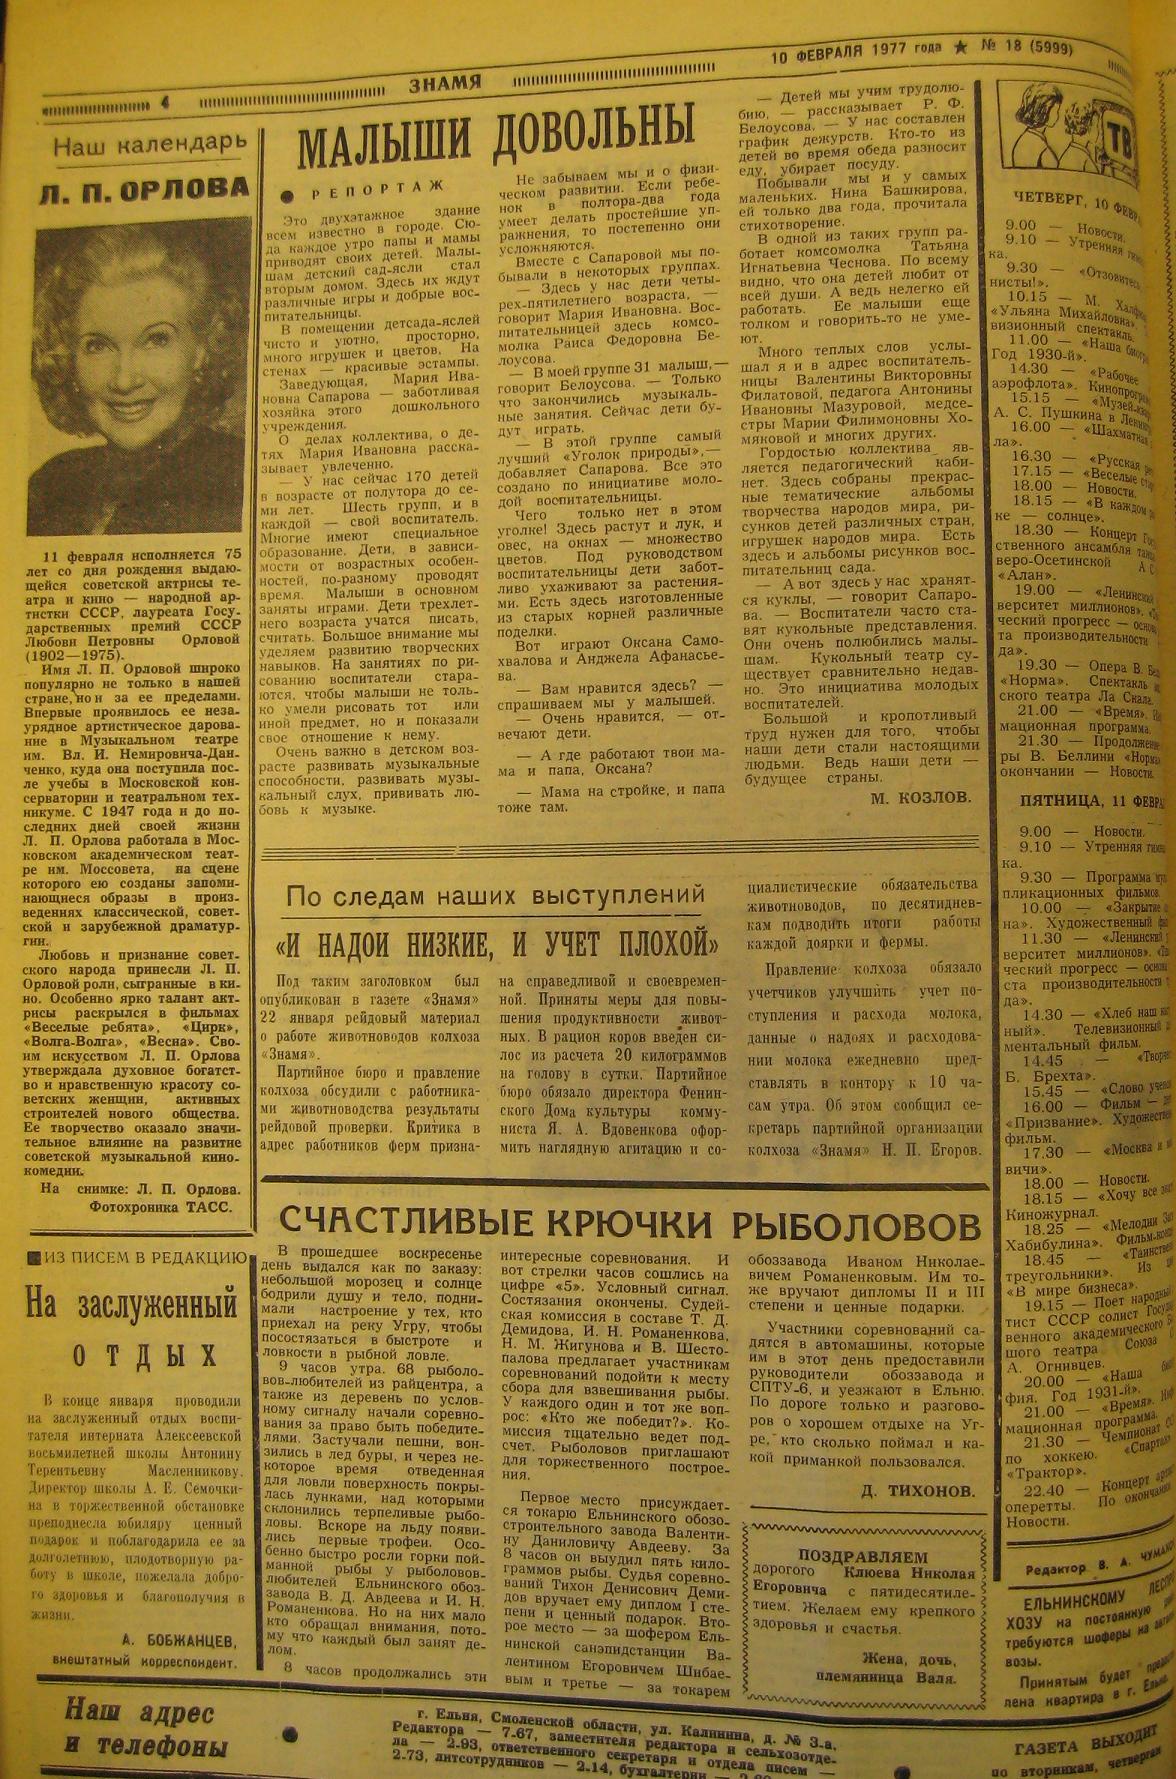 4
ЗНАМЯ
10 ФЕВРАЛЯ 1977 года ★ № 18 (5999)
Наш календарь
Л. П. ОРЛОВА
11 февраля исполняется 75
лет со дня рождения выдаю-
щейся советской актрисы те-
атра и кино — народной ар-
тистки СССР, лауреата Госу-
дарственных премий СССР
Любови Петровны Орловой
(1902—1975).
Имя Л. П. Орловой широко
популярно не только в нашей
стране, но и за ее пределами.
Впервые проявилось ее неза-
урядное артистическое дарова-
ние в Музыкальном театре
им. Вл. И. Немировича-Дан-
ченко, куда она поступила пос-
ле учебы в Московской кон-
серватории и театральном тех-
никуме. С 1947 года и до по-
следних дней своей жизни
Л. П. Орлова работала в Мос-
ковском академическом теат-
ре им. Моссовета, на сцене
которого ею созданы запоми-
нающиеся образы в произ-
ведениях классической, совет-
ской и зарубежной драматур-
гии.
Любовь и признание совет-
ского народа принесли Л. П.
Орловой роли, сыгранные в ки-
но. Особенно ярко талант акт-
рисы раскрылся в фильмах
«Веселые ребята», «Цирк»,
«Волга-Волга», «Весна». Сво-
им искусством Л. П. Орлова
утверждала духовное богатст-
во и нравственную красоту со-
ветских женщин, активных
строителей нового общества.
Ее творчество оказало значи-
тельное влияние на развитие
советской музыкальной кино-
комедии.
На снимке: Л. П. Орлова.
Фотохроника ТАСС.
ИЗ ПИСЕМ В РЕДАКЦИЮ
На заслуженный
ОТДЫХ
В конце января проводили
на заслуженный отдых воспи-
тателя интерната Алексеевской
восьмилетней школы Антонину
Терентьевну Масленникову.
Директор школы А. Е. Семочки-
на в торжественной обстановке
преподнесла юбиляру ценный
подарок и поблагодарила ее за
долголетнюю, плодотворную ра-
боту в школе, пожелала добро-
го здоровья и благополучия в
жизни.
А. БОБЖАНЦЕВ,
внештатный корреспондент.
МАЛЫШИ ДОВОЛЬНЫ
● РЕПОРТАЖ
Это двухэтажное здание
всем известно в городе. Сю-
да каждое утро папы и мамы
приводят своих детей. Малы-
шам детский сад-ясли стал
вторым домом. Здесь их ждут
различные игры и добрые вос-
питательницы.
В помещении детсада-яслей
чисто и уютно, просторно,
много игрушек и цветов. На
стенах — красивые эстампы.
Заведующая, Мария Ива-
новна Сапарова — заботливая
хозяйка этого дошкольного
учреждения.
О делах коллектива, о де-
тях Мария Ивановна расска-
зывает увлеченно.
— У нас сейчас 170 детей
в возрасте от полутора до се-
ми лет. Шесть групп, и в
каждой — свой воспитатель.
Многие имеют специальное
образование. Дети, в зависи-
мости от возрастных особен-
ностей, по-разному проводят
время. Малыши в основном
заняты играми. Дети трехлет-
него возраста учатся писать,
считать. Большое внимание мы
уделяем развитию творческих
навыков. На занятиях по ри-
сованию воспитатели стара-
ются, чтобы малыши не толь-
ко умели рисовать тот или
иной предмет, но и показали
свое отношение к нему.
Очень важно в детском воз-
расте развивать музыкальные
способности, развивать музы-
кальный слух, прививать лю-
бовь к музыке.
Не забываем мы и о физи-
ческом развитии. Если ребе-
нок в полтора-два года
умеет делать простейшие уп-
ражнения, то постепенно они
усложняются.
Вместе с Сапаровой мы по-
бывали в некоторых группах.
— Здесь у нас дети четы-
рех-пятилетнего возраста, —
говорит Мария Ивановна. Вос-
питательницей здесь комсо-
молка Раиса Федоровна Бе-
лоусова.
— В моей группе 31 малыш,—
говорит Белоусова. — Только
что закончились музыкаль-
ные занятия. Сейчас дети бу-
дут играть.
— В этой группе самый
лучший «Уголок природы»,—
добавляет Сапарова. Все это
создано по инициативе моло-
дой воспитательницы.
Чего только нет в этом
уголке! Здесь растут и лук, и
овес, на окнах — множество
цветов. Под руководством
воспитательницы дети забот-
ливо ухаживают за растения-
ми. Есть здесь изготовленные
из старых корней различные
поделки.
Вот играют Оксана Само-
хвалова и Анджела Афанасье-
ва.
— Вам нравится здесь? —
спрашиваем мы у малышей.
— Очень нравится, — от-
вечают дети.
— А где работают твои ма-
ма и папа, Оксана?
— Мама на стройке, и папа
тоже там.
— Детей мы учим трудолю-
бию, — рассказывает Р. Ф.
Белоусова. — У нас составлен
график дежурств. Кто-то из
детей во время обеда разносит
еду, убирает посуду.
Побывали мы и у самых
маленьких. Нина Башкирова,
ей только два года, прочитала
стихотворение.
В одной из таких групп ра-
ботает комсомолка Татьяна
Игнатьевна Чеснова. По всему
видно, что она детей любит от
всей души. А ведь нелегко ей
работать. Ее малыши еще
толком и говорить-то не уме-
ют.
Много теплых слов услы-
шал я и в адрес воспитатель-
ницы Валентины Викторовны
Филатовой, педагога Антонины
Ивановны Мазуровой, медсе-
стры Марии Филимоновны Хо-
мяковой и многих других.
Гордостью коллектива яв-
ляется педагогический каби-
нет. Здесь собраны прекрас-
ные тематические альбомы
творчества народов мира, ри-
сунков детей различных стран,
игрушек народов мира. Есть
здесь и альбомы рисунков вос-
питательниц сада.
— А вот здесь у нас хранят-
ся куклы, — говорит Сапаро-
ва. — Воспитатели часто ста-
вят кукольные представления.
Они очень полюбились малы-
шам. Кукольный театр су-
ществует сравнительно недав-
но. Это инициатива молодых
воспитателей.
Большой и кропотливый
труд нужен для того, чтобы
наши дети стали настоящими
людьми. Ведь наши дети —
будущее страны.
М. КОЗЛОВ.
По следам наших выступлений
«И НАДОИ НИЗКИЕ, И УЧЕТ ПЛОХОЙ»
Под таким заголовком был
опубликован в газете «Знамя»
22 января рейдовый материал
о работе животноводов колхоза
«Знамя».
Партийное бюро и правление
колхоза обсудили с работника-
ми животноводства результаты
рейдовой проверки. Критика в
адрес работников ферм призна-
на справедливой и своевремен-
ной. Приняты меры для повы-
шения продуктивности живот-
ных. В рацион коров введен си-
лос из расчета 20 килограммов
на голову в сутки. Партийное
бюро обязало директора Фенин-
ского Дома культуры комму-
ниста Я. А. Вдовенкова офор-
мить наглядную агитацию и со-
циалистические обязательства
животноводов, по десятиднев-
кам подводить итоги работы
каждой доярки и фермы.
Правление колхоза обязало
учетчиков улучшить учет по-
ступления и расхода молока,
данные о надоях и расходова-
нии молока ежедневно пред-
ставлять в контору к 10 ча-
сам утра. Об этом сообщил се-
кретарь партийной организации
колхоза «Знамя» Н. П. Егоров.
СЧАСТЛИВЫЕ КРЮЧКИ РЫБОЛОВОВ
В прошедшее воскресенье
день выдался как по заказу:
небольшой морозец и солнце
бодрили душу и тело, подни-
мали настроение у тех, кто
приехал на реку Угру, чтобы
посостязаться в быстроте и
ловкости в рыбной ловле.
9 часов утра. 68 рыболо-
вов-любителей из райцентра, а
также из деревень по услов-
ному сигналу начали соревно-
вания за право быть победите-
лями. Застучали пешни, вон-
зились в лед буры, и через не-
которое время отведенная
для ловли поверхность покры-
лась лунками, над которыми
склонились терпеливые рыбо-
ловы. Вскоре на льду появи-
лись первые трофеи. Осо-
бенно быстро росли горки пой-
манной рыбы у рыболовов-
любителей Ельнинского обоз-
завода В. Д. Авдеева и И. Н.
Романенкова. Но на них мало
кто обращал внимания, пото-
му что каждый был занят де-
лом.
8 часов продолжались эти
интересные соревнования. И
вот стрелки часов сошлись на
цифре «5». Условный сигнал.
Состязания окончены. Судей-
ская комиссия в составе Т. Д.
Демидова, И. Н. Романенкова,
Н. М. Жигунова и В. Шесто-
палова предлагает участникам
соревнований подойти к месту
сбора для взвешивания рыбы.
У каждого один и тот же воп-
рос: «Кто же победит?». Ко-
миссия тщательно ведет под-
счет. Рыболовов приглашают
для торжественного построе-
ния.
Первое место присуждает-
ся токарю Ельнинского обозо-
строительного завода Валенти-
ну Даниловичу Авдееву. За
8 часов он выудил пять кило-
граммов рыбы. Судья соревно-
ваний Тихон Денисович Деми-
дов вручает ему диплом I сте-
пени и ценный подарок. Вто-
рое место — за шофером Ель-
нинской санэпидстанции Ва-
лентином Егоровичем Шибае-
вым и третье — за токарем
обоззавода Иваном Николае-
вичем Романенковым. Им то-
же вручают дипломы II и III
степени и ценные подарки.
Участники соревнований са-
дятся в автомашины, которые
им в этот день предоставили
руководители обоззавода и
СПТУ-6, и уезжают в Ельню.
По дороге только и разгово-
ров о хорошем отдыхе на Уг-
ре, кто сколько поймал и ка-
кой приманкой пользовался.
Д. ТИХОНОВ.
ПОЗДРАВЛЯЕМ
дорогого Клюева Николая
Егоровича с пятидесятиле-
тием. Желаем ему крепкого
здоровья и счастья.
Жена, дочь,
племянница Валя.
ТВ
ЧЕТВЕРГ, 10 ФЕВР
9.00 — Новости.
9.10 — Утренняя
ка.
9.30 — «Отзовитесь
нисты!».
10.15 — М.
«Ульяна Михайловна».
визионный спектакль.
11.00 — «Наша
Год 1930-й».
14.30 — «Рабочее
аэрофлота».
15.15 —
А. С. Пушкина в
16.00 — «Шахматная
ла».
16.30 — «Русская
17.15 — «Веселые
18.00 — Новости.
18.15 — «В каждом
ке — солнце».
18.30 — Концерт
ственного ансамбля
веро-Осетинской
«Алан».
19.00 — «Ленинский
верситет миллионов».
ческий прогресс —
та производительности
да».
19.30 — Опера В.
«Норма». Спектакль
ского театра Ла Скала.
21.00 — «Время».
мационная программа.
21.30 — Продолжение
ры В. Беллини
окончании — Новости.
ПЯТНИЦА, 11 ФЕВРА
9.00 — Новости.
9.10 — Утренняя
ка.
9.30 — Программа
пликационных фильмов.
10.00 — «Закрытие
на». Художественный
11.30 — «Ленинский
верситет миллионов».
ческий прогресс —
ста производительности
да».
14.30 — «Хлеб наш
ный». Телевизионный
ментальный фильм.
14.45 —
Б. Брехта».
15.45 — «Слово
16.00 — Фильм —
«Призвание».
фильм.
17.30 — «Москва и
вичи».
18.00 — Новости.
18.15 — «Хочу все
Киножурнал.
18.25 — «Мелодии
Хабибулина».
18.45 —
треугольники». Из
«В мире бизнеса».
19.15 — Поет народный
тист СССР солист
венного академического
шого театра Союза
А. Огнивцев.
20.00 — «Наша
фия. Год 1931-й».
21.00 — «Время».
мационная программа.
21.30 — Чемпионат
по хоккею.
«Трактор».
22.40 — Концерт
оперетты. По окончании
Новости.
Редактор В. А.
ЕЛЬНИНСКОМУ
ХОЗУ на постоянную
требуются шоферы на
возы.
Принятым будет
лена квартира в г.
Наш адрес
и телефоны
г. Ельня, Смоленской области, ул. Калинина, д. № 3-а.
Редактора — 7-67, заместителя редактора и сельхозотде-
ла — 2-93, ответственного секретаря и отдела писем —
2-73, литсотрудников — 2-14,
ГАЗЕТА ВЫХОДИТ
по вторникам, четвергам